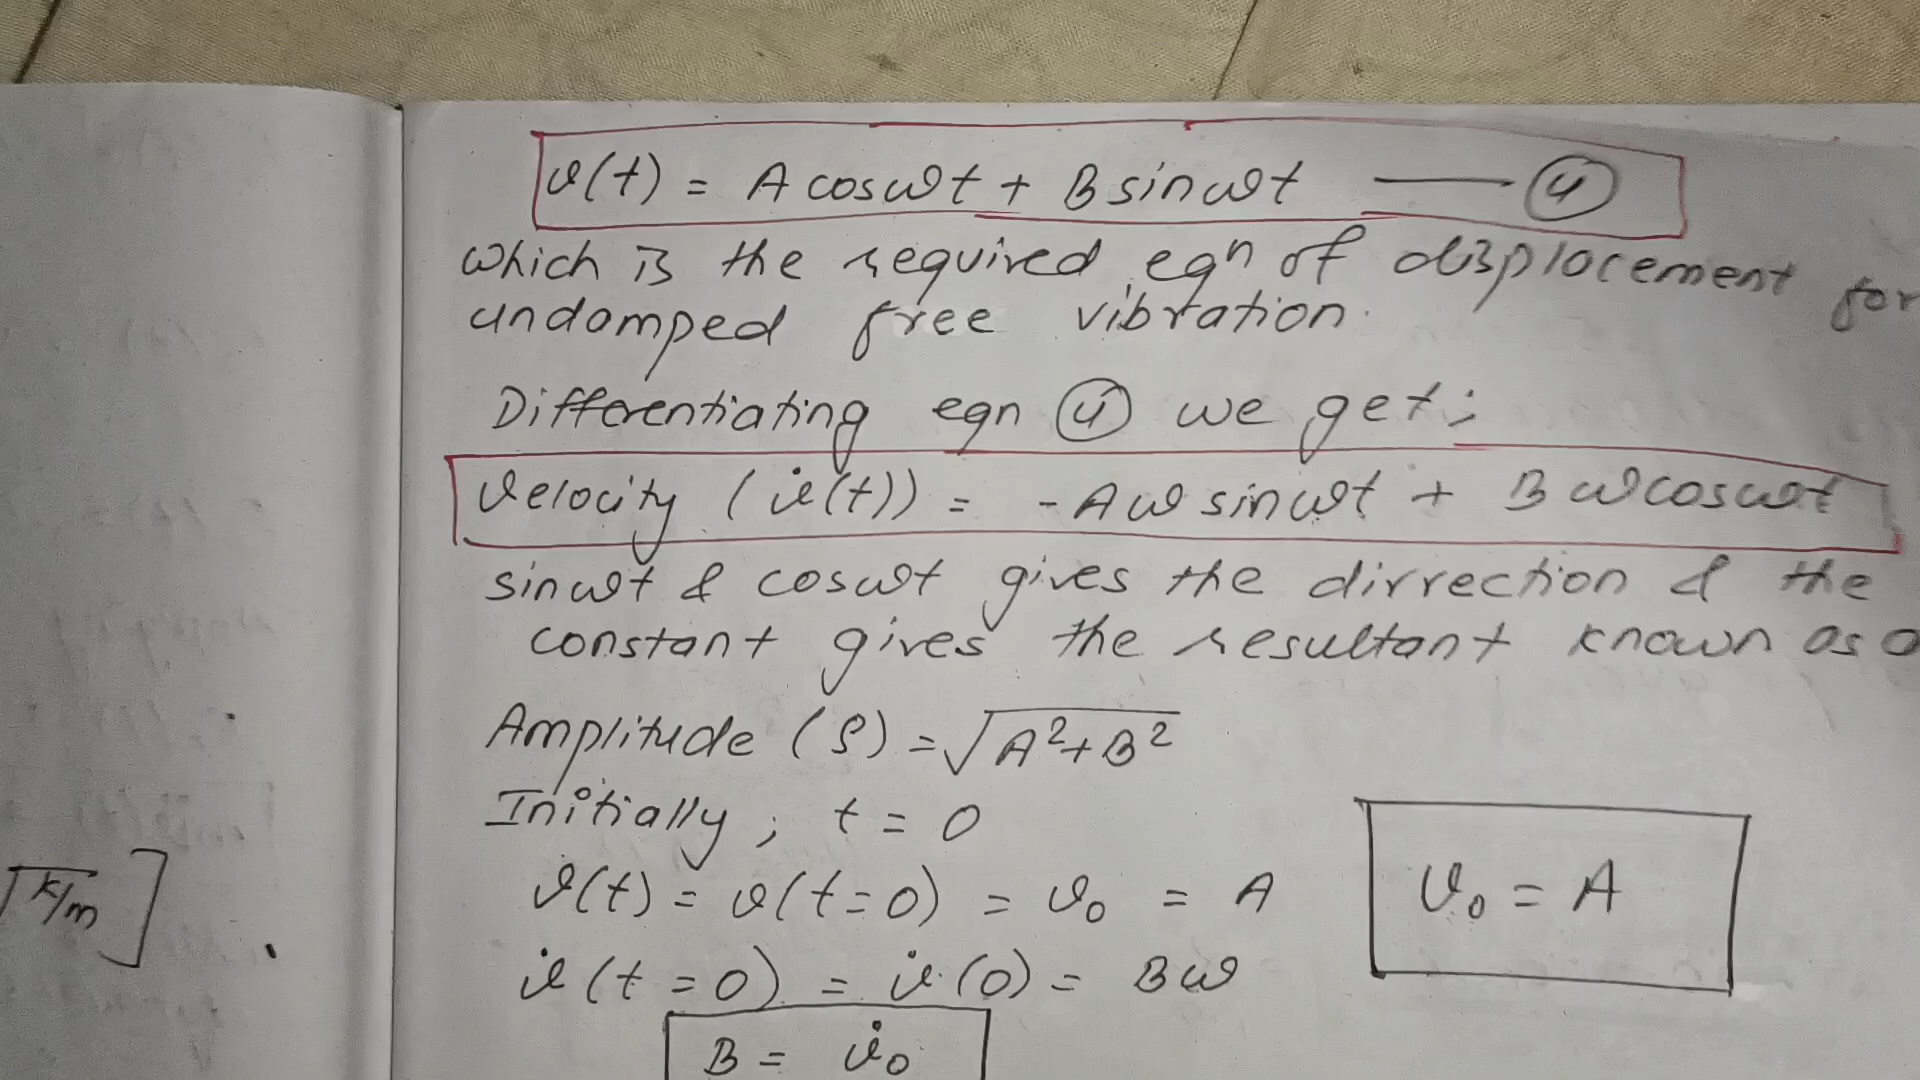 v(t) = A cosωt + B sinωt —— ④
which is the required eqn of displacement for
undamped free vibration.
Differentiating eqn ④ we get;
Velocity (v̇(t)) = -Aω sinωt + Bω cosωt
sinωt & cosωt gives the dirrection & the
constant gives the resultant known as
Amplitude (ρ) = √A²+B²
Initially; t = 0
v(t) = v(t=0) = v₀ = A
v₀ = A
v̇(t=0) = v̇(0) = Bω
B = v̇₀
√k/m ]